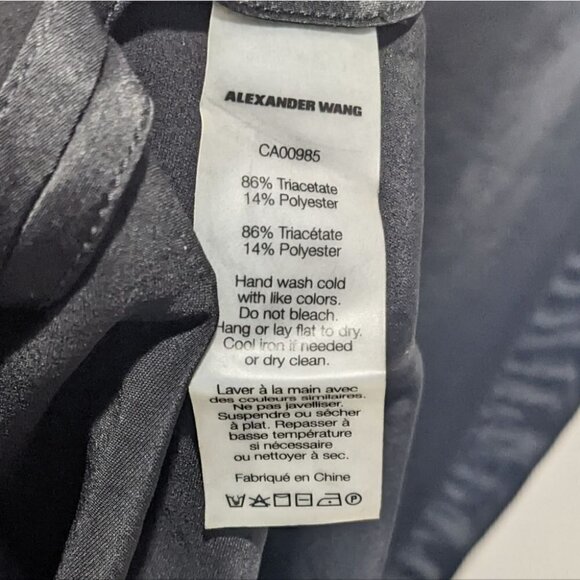 ALEXANDER WANG
CA00985
86% Triacetate
14% Polyester
86% Triacétate
14% Polyester
Hand wash cold
with like colors.
Do not bleach.
Hang or lay flat to dry.
Cool iron if needed
or dry clean.
Laver à la main avec
des couleurs similaires.
Ne pas javelliser.
Suspendre ou sécher
à plat. Repasser à
basse température
si nécessaire
ou nettoyer à sec.
Fabriqué en Chine
P